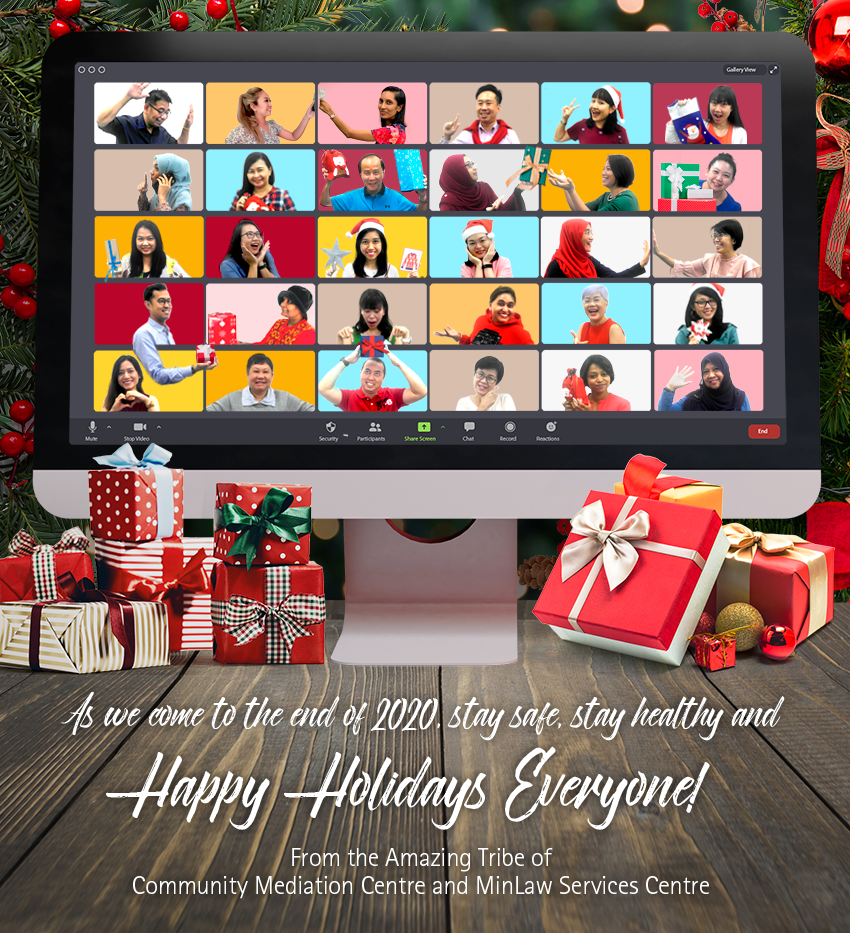 Gallery View
Mute
Stop Video
Security
Participants
Share Screen
Chat
Record
Reactions
End
As we come to the end of 2020, stay safe, stay healthy and
Happy Holidays Everyone!
From the Amazing Tribe of
Community Mediation Centre and MinLaw Services Centre